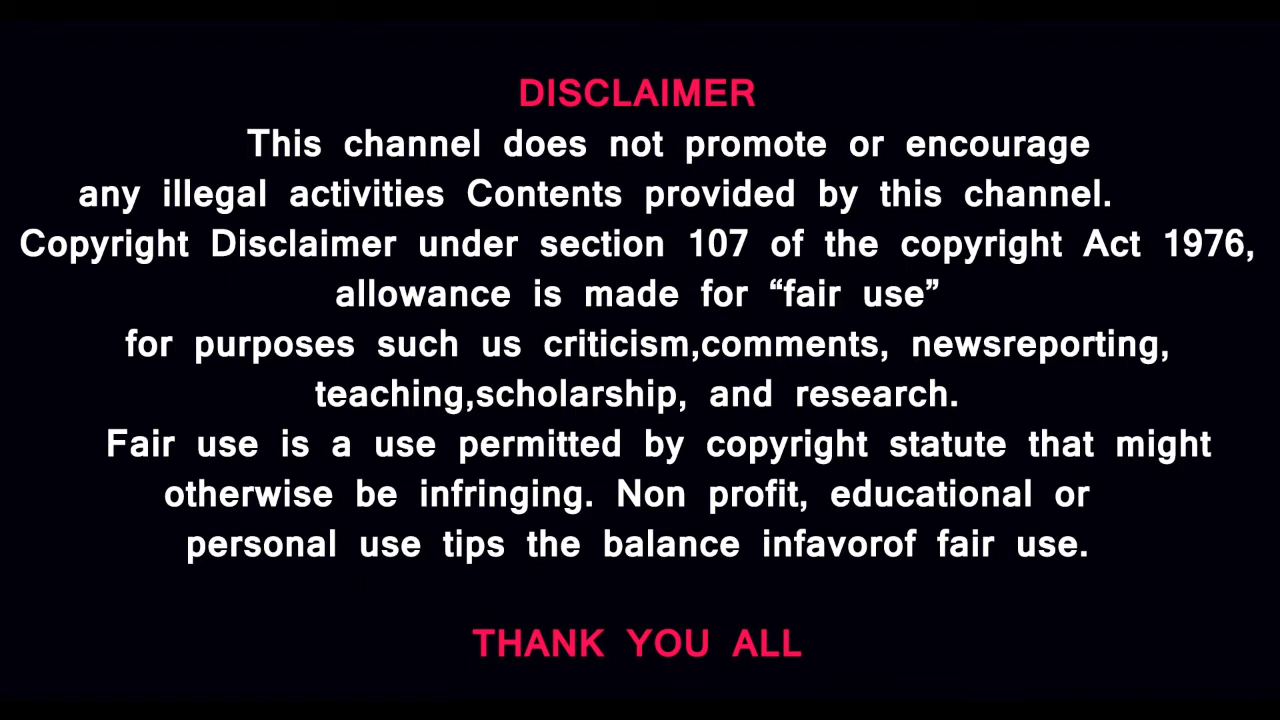 DISCLAIMER
This channel does not promote or encourage
any illegal activities Contents provided by this channel.
Copyright Disclaimer under section 107 of the copyright Act 1976,
allowance is made for “fair use”
for purposes such us criticism,comments, newsreporting,
teaching,scholarship, and research.
Fair use is a use permitted by copyright statute that might
otherwise be infringing. Non profit, educational or
personal use tips the balance infavorof fair use.
THANK YOU ALL